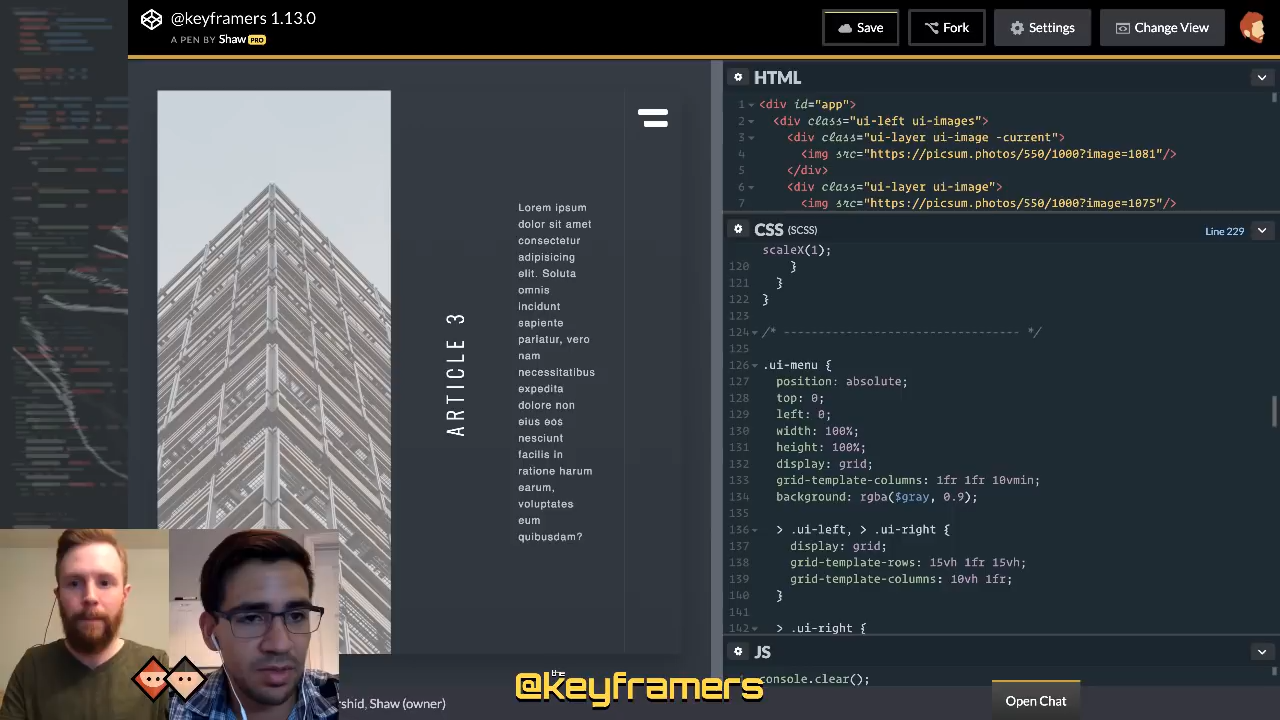 @keyframers 1.13.0
A PEN BY Shaw PRO
Save
Fork
Settings
Change View
ARTICLE 3
Lorem ipsum
dolor sit amet
consectetur
adipisicing
elit. Soluta
omnis
incidunt
sapiente
pariatur, vero
nam
necessitatibus
expedita
dolore non
eius eos
nesciunt
facilis in
ratione harum
earum,
voluptates
eum
quibusdam?
HTML
1 <div id="app">
2 <div class="ui-left ui-images">
3 <div class="ui-layer ui-image -current">
4 <img src="https://picsum.photos/550/1000?image=1081"/>
5 </div>
6 <div class="ui-layer ui-image">
7 <img src="https://picsum.photos/550/1000?image=1075"/>
CSS (SCSS)
Line 229
scaleX(1);
120 }
121 }
122 }
123
124 /* ---------------------------------- */
125
126 .ui-menu {
127 position: absolute;
128 top: 0;
129 left: 0;
130 width: 100%;
131 height: 100%;
132 display: grid;
133 grid-template-columns: 1fr 1fr 10vmin;
134 background: rgba($gray, 0.9);
135
136 > .ui-left, > .ui-right {
137 display: grid;
138 grid-template-rows: 15vh 1fr 15vh;
139 grid-template-columns: 10vh 1fr;
140 }
141
142 > .ui-right {
JS
console.clear();
the
@keyframers
rshid, Shaw (owner)
Open Chat